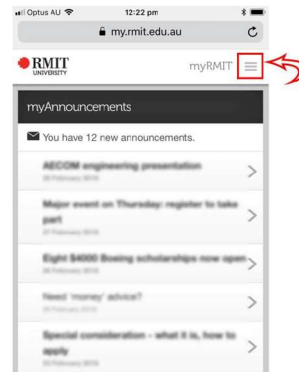 Optus AU 12:22 pm
my.rmit.edu.au
RMIT
UNIVERSITY
myRMIT
myAnnouncements
You have 12 new announcements.
AECOM engineering presentation
Major event on Thursday: register to take
part
Eight $4000 Boeing scholarships now open
Need 'money' advice?
Special consideration - what it is, how to
apply